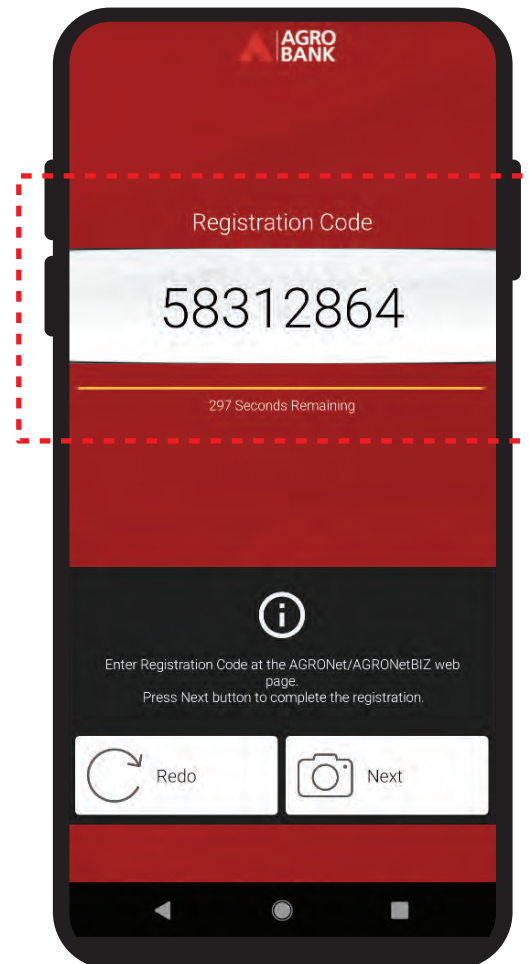 AGRO
BANK
Registration Code
58312864
297 Seconds Remaining
Enter Registration Code at the AGRONet/AGRONetBIZ web
page.
Press Next button to complete the registration.
Redo
Next